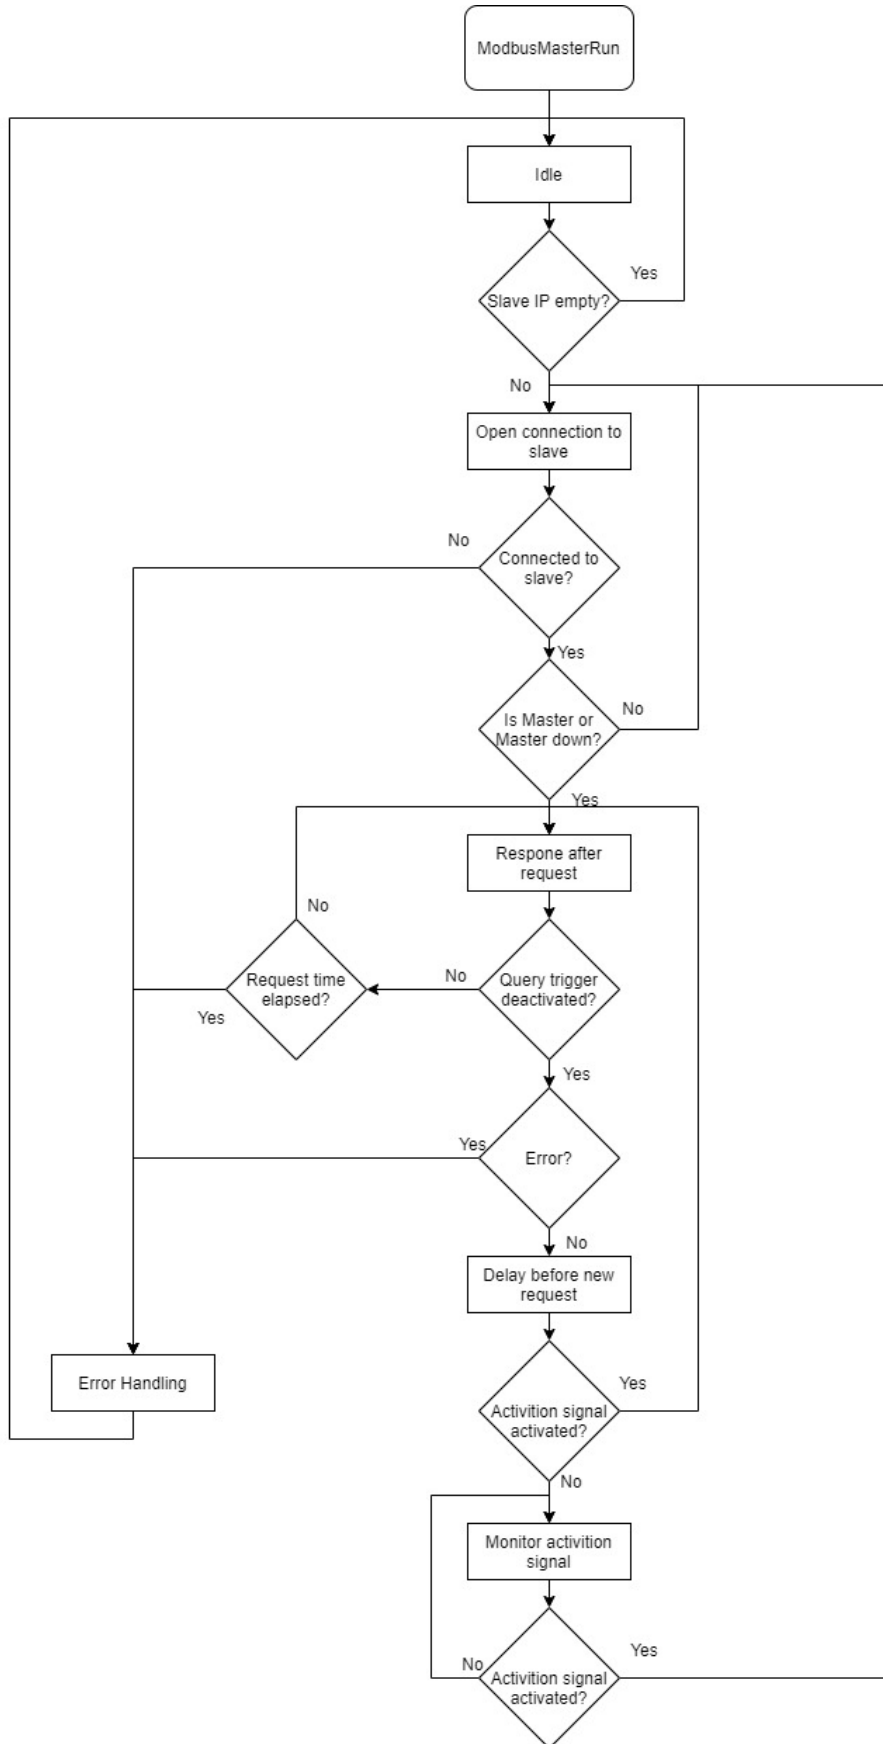 ModbusMasterRun
Idle
Yes
Slave IP empty?
No
Open connection to
slave
No
Connected to
slave?
Yes
Is Master or
Master down?
No
Yes
Respone after
request
No
Request time
elapsed?
No
Query trigger
deactivated?
Yes
Yes
Yes
Error?
No
Delay before new
request
Error Handling
Yes
Activition signal
activated?
No
Monitor activition
signal
Yes
No
Activition signal
activated?